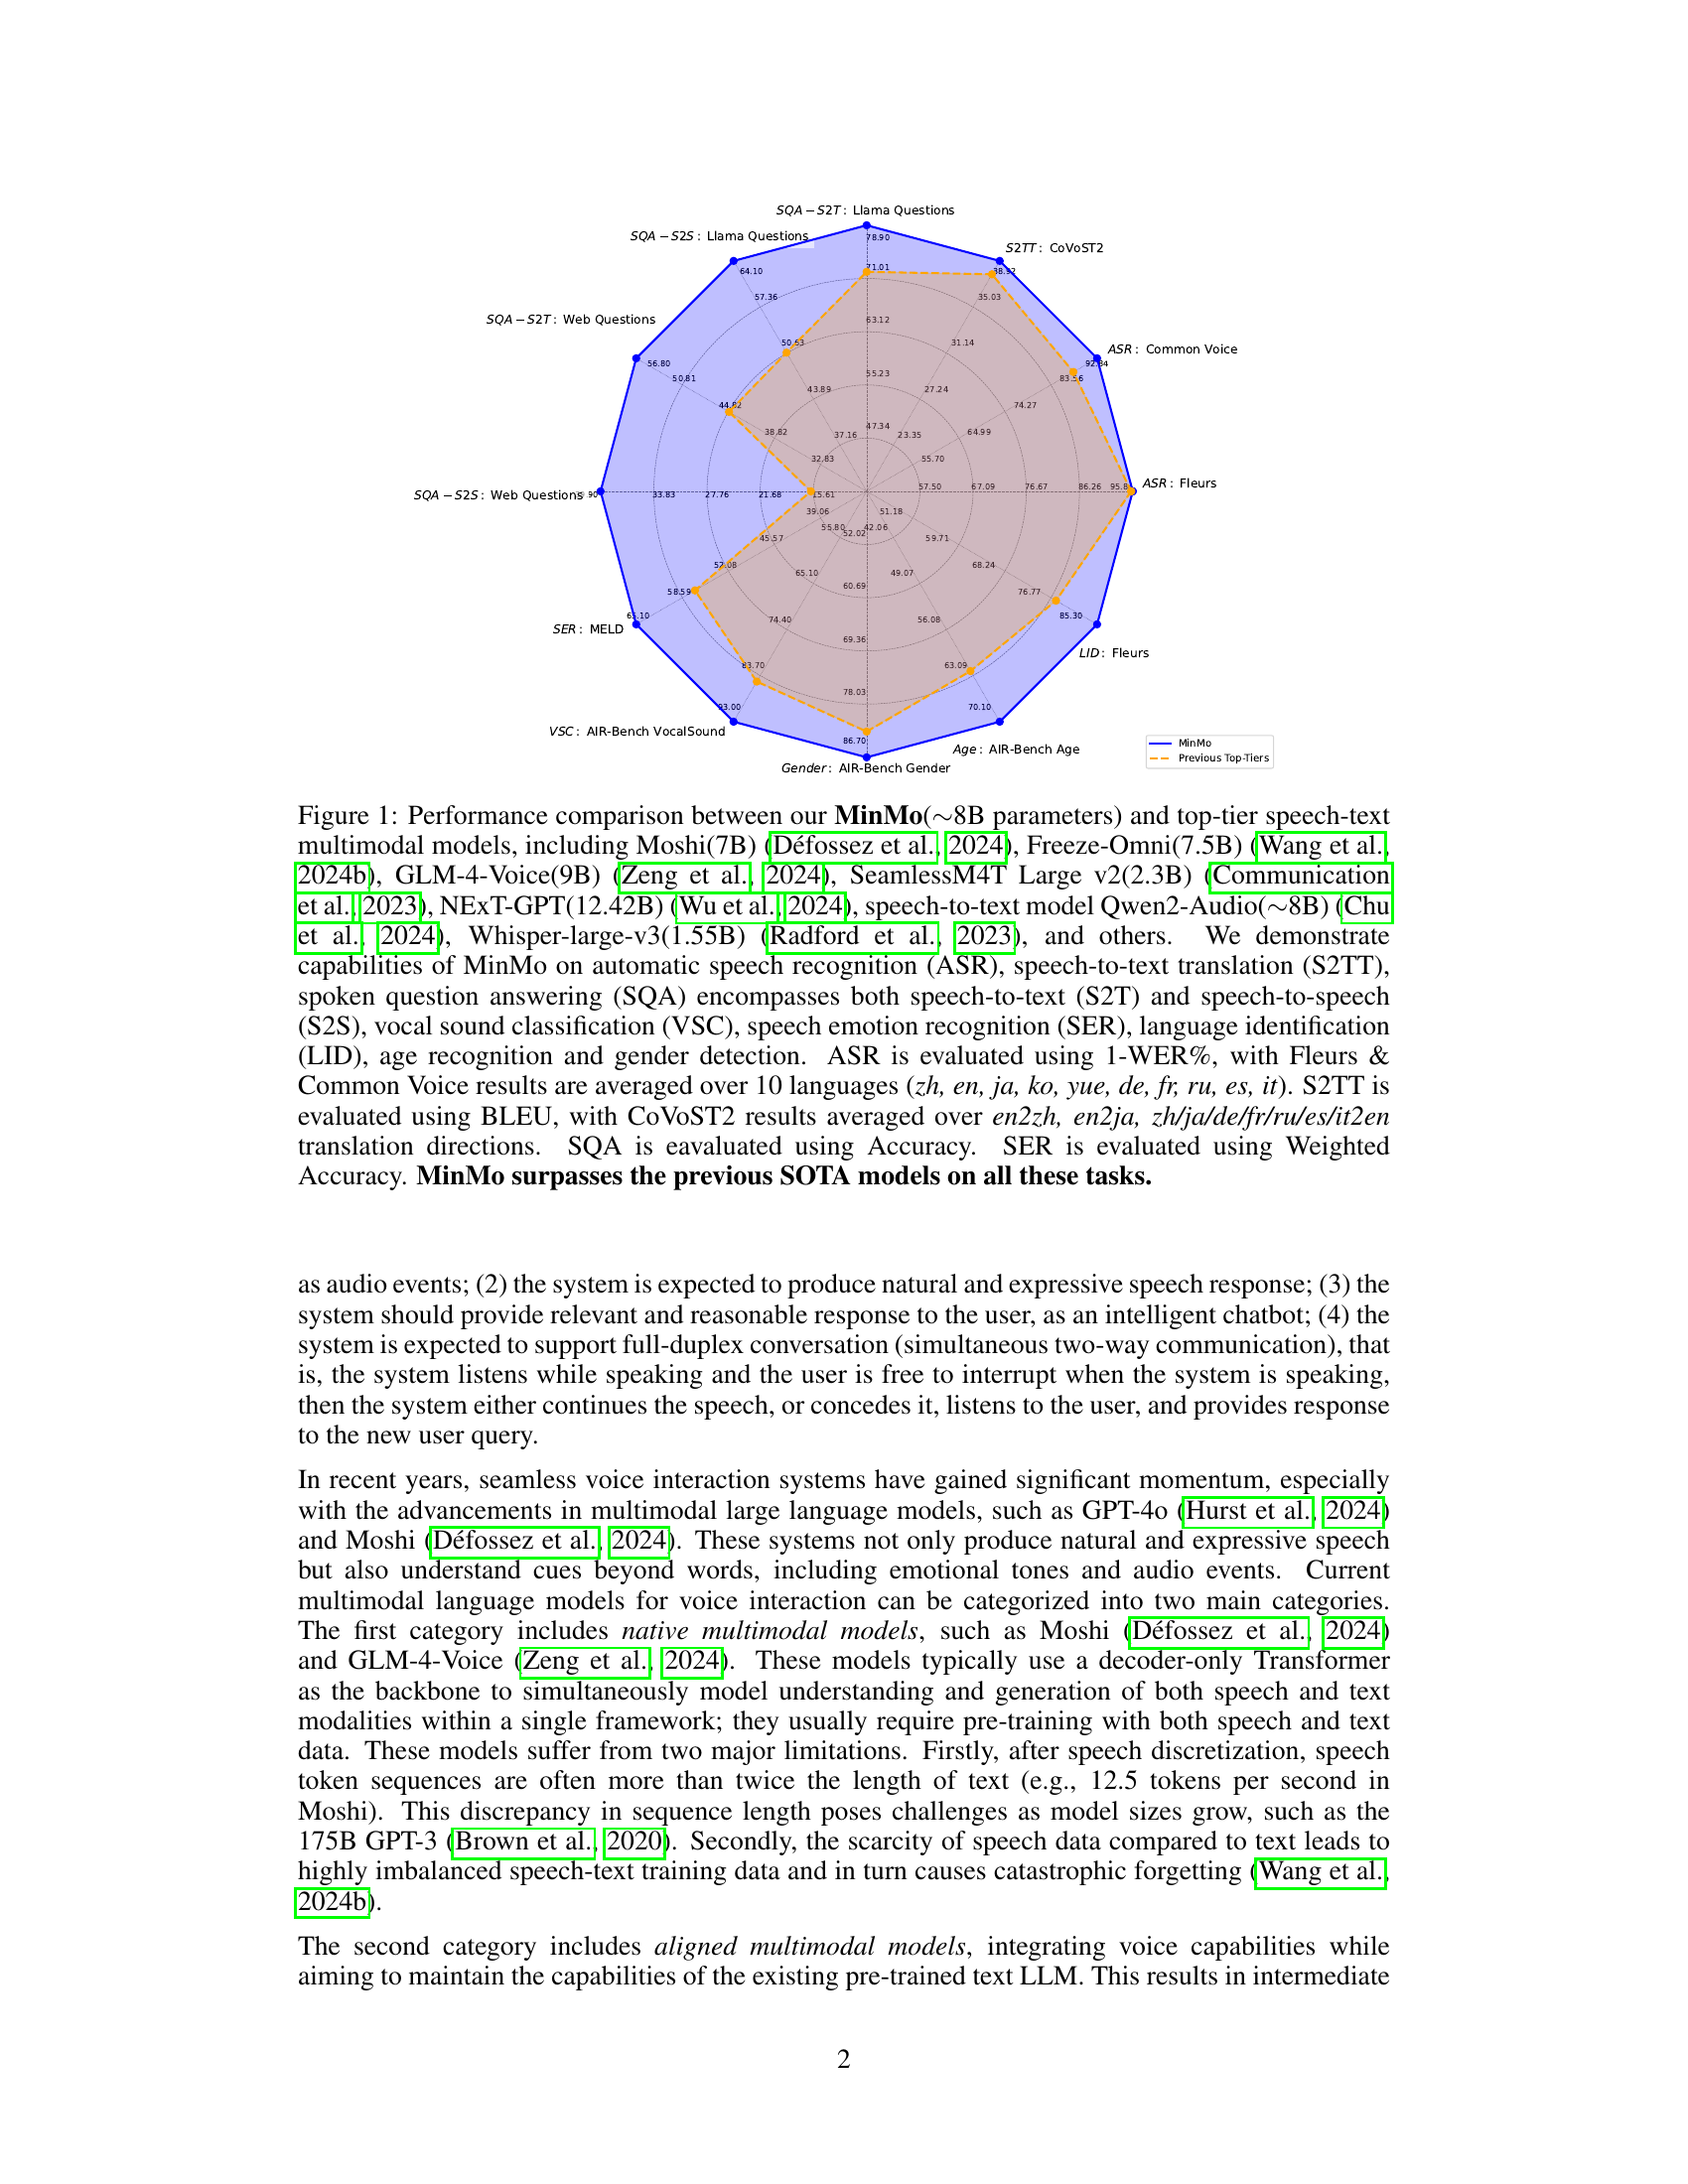 SQA − S2T : Llama Questions
SQA − S2S : Llama Questions
S2TT : CoVoST2
SQA − S2T : Web Questions
ASR : Common Voice
SQA − S2S : Web Questions
ASR : Fleurs
SER : MELD
LID : Fleurs
VSC : AIR-Bench VocalSound
Age : AIR-Bench Age
Gender : AIR-Bench Gender
78.90
71.01
63.12
55.23
47.34
38.92
35.03
31.14
27.24
23.35
92.84
83.56
74.27
64.99
55.70
57.50
67.09
76.67
86.26
95.8
51.18
59.71
68.24
76.77
85.30
42.06
49.07
56.08
63.09
70.10
52.02
60.69
69.36
78.03
86.70
55.80
65.10
74.40
83.70
93.00
39.06
45.57
52.08
58.59
65.10
15.61
21.68
27.76
33.83
.90
32.83
38.82
44.82
50.81
56.80
37.16
43.89
50.63
57.36
64.10
MinMo
Previous Top-Tiers
Figure 1: Performance comparison between our MinMo(∼8B parameters) and top-tier speech-text
multimodal models, including Moshi(7B) (Défossez et al., 2024), Freeze-Omni(7.5B) (Wang et al.,
2024b), GLM-4-Voice(9B) (Zeng et al., 2024), SeamlessM4T Large v2(2.3B) (Communication
et al., 2023), NExT-GPT(12.42B) (Wu et al., 2024), speech-to-text model Qwen2-Audio(∼8B) (Chu
et al., 2024), Whisper-large-v3(1.55B) (Radford et al., 2023), and others. We demonstrate
capabilities of MinMo on automatic speech recognition (ASR), speech-to-text translation (S2TT),
spoken question answering (SQA) encompasses both speech-to-text (S2T) and speech-to-speech
(S2S), vocal sound classification (VSC), speech emotion recognition (SER), language identification
(LID), age recognition and gender detection. ASR is evaluated using 1-WER%, with Fleurs &
Common Voice results are averaged over 10 languages (zh, en, ja, ko, yue, de, fr, ru, es, it). S2TT is
evaluated using BLEU, with CoVoST2 results averaged over en2zh, en2ja, zh/ja/de/fr/ru/es/it2en
translation directions. SQA is eavaluated using Accuracy. SER is evaluated using Weighted
Accuracy. MinMo surpasses the previous SOTA models on all these tasks.
as audio events; (2) the system is expected to produce natural and expressive speech response; (3) the
system should provide relevant and reasonable response to the user, as an intelligent chatbot; (4) the
system is expected to support full-duplex conversation (simultaneous two-way communication), that
is, the system listens while speaking and the user is free to interrupt when the system is speaking,
then the system either continues the speech, or concedes it, listens to the user, and provides response
to the new user query.
In recent years, seamless voice interaction systems have gained significant momentum, especially
with the advancements in multimodal large language models, such as GPT-4o (Hurst et al., 2024)
and Moshi (Défossez et al., 2024). These systems not only produce natural and expressive speech
but also understand cues beyond words, including emotional tones and audio events. Current
multimodal language models for voice interaction can be categorized into two main categories.
The first category includes native multimodal models, such as Moshi (Défossez et al., 2024)
and GLM-4-Voice (Zeng et al., 2024). These models typically use a decoder-only Transformer
as the backbone to simultaneously model understanding and generation of both speech and text
modalities within a single framework; they usually require pre-training with both speech and text
data. These models suffer from two major limitations. Firstly, after speech discretization, speech
token sequences are often more than twice the length of text (e.g., 12.5 tokens per second in
Moshi). This discrepancy in sequence length poses challenges as model sizes grow, such as the
175B GPT-3 (Brown et al., 2020). Secondly, the scarcity of speech data compared to text leads to
highly imbalanced speech-text training data and in turn causes catastrophic forgetting (Wang et al.,
2024b).
The second category includes aligned multimodal models, integrating voice capabilities while
aiming to maintain the capabilities of the existing pre-trained text LLM. This results in intermediate
2